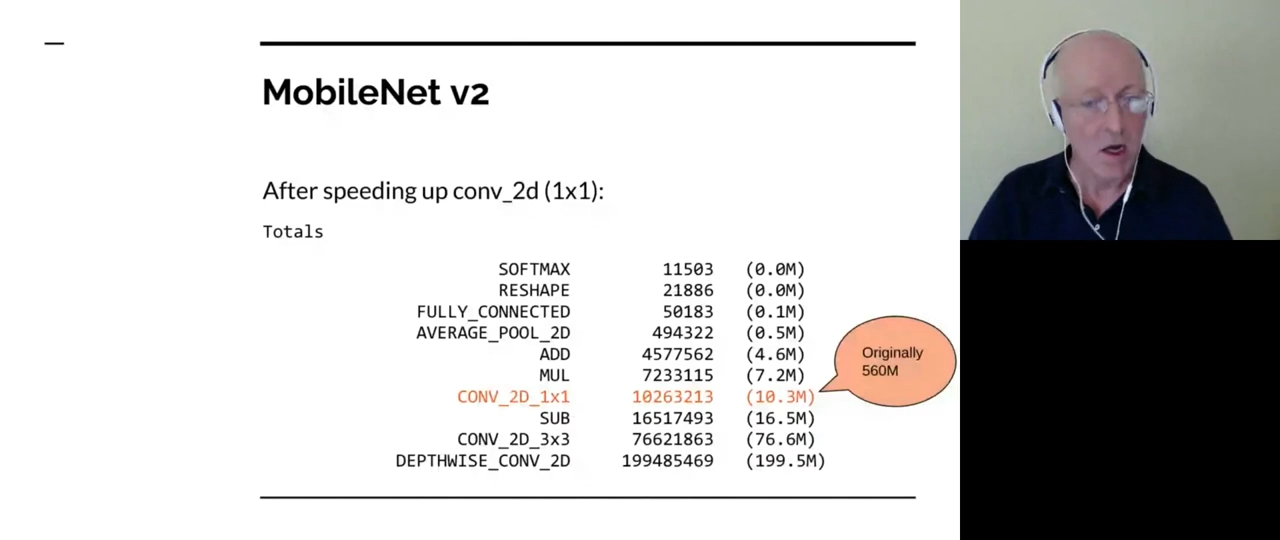 MobileNet v2
After speeding up conv_2d (1x1):
Totals
SOFTMAX 11503 (0.0M)
RESHAPE 21886 (0.0M)
FULLY_CONNECTED 50183 (0.1M)
AVERAGE_POOL_2D 494322 (0.5M)
ADD 4577562 (4.6M)
MUL 7233115 (7.2M)
CONV_2D_1x1 10263213 (10.3M)
SUB 16517493 (16.5M)
CONV_2D_3x3 76621863 (76.6M)
DEPTHWISE_CONV_2D 199485469 (199.5M)
Originally
560M